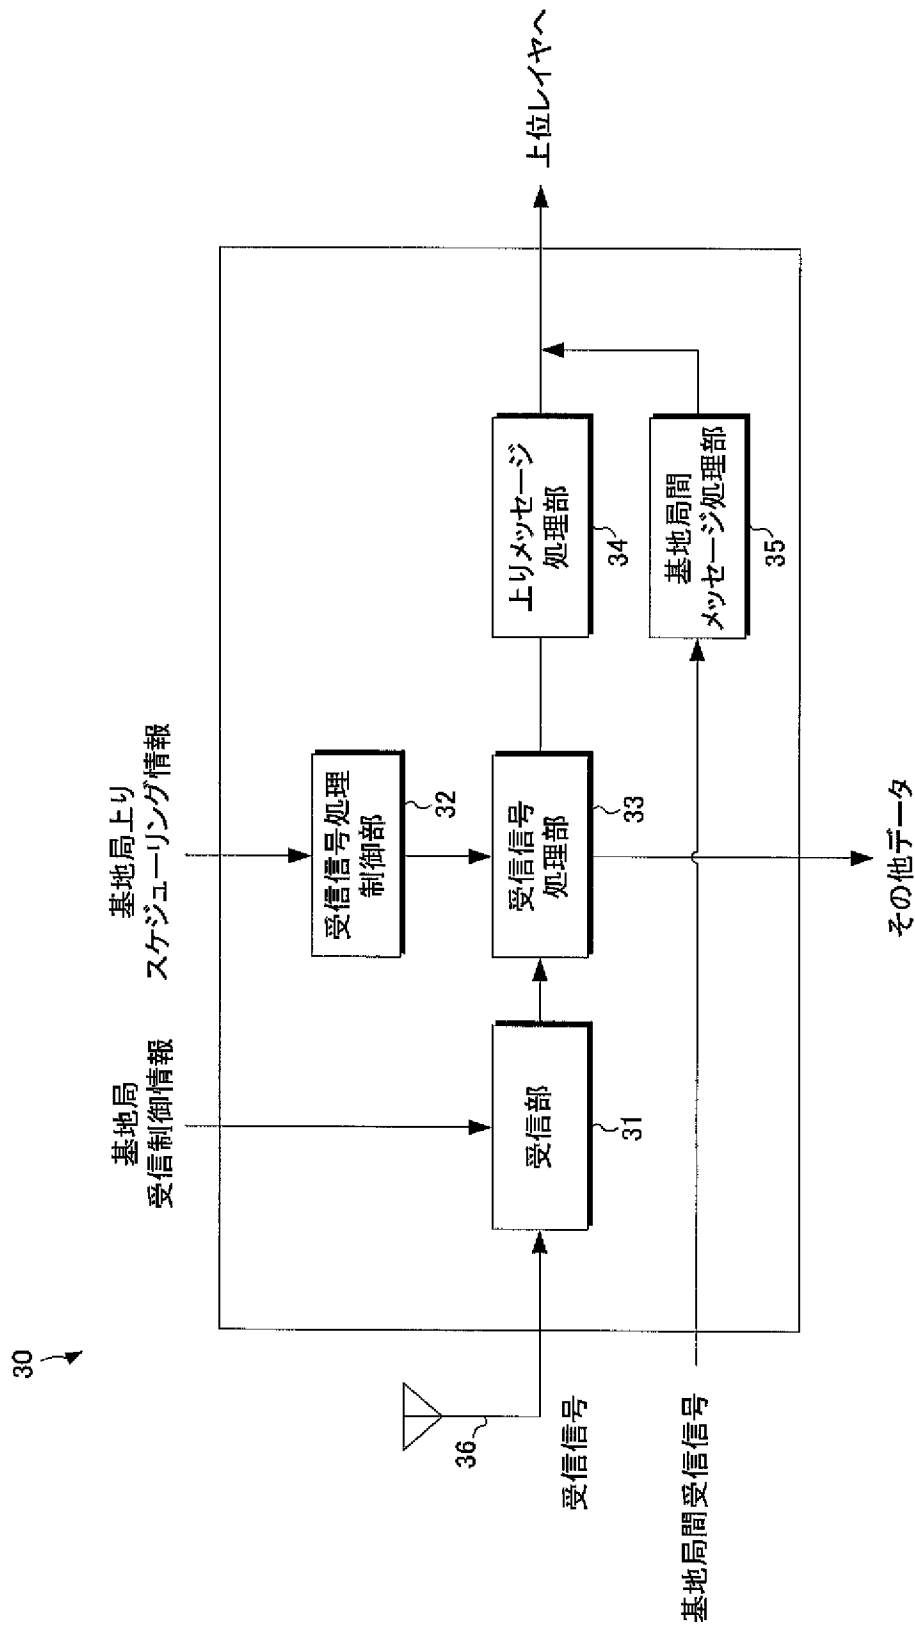 30
基地局
受信制御情報
基地局上り
スケジューリング情報
36
受信信号
受信部
31
受信信号処理
制御部
32
受信信号
処理部
33
上りメッセージ
処理部
34
上位レイヤへ
基地局間受信信号
基地局間
メッセージ処理部
35
その他データ